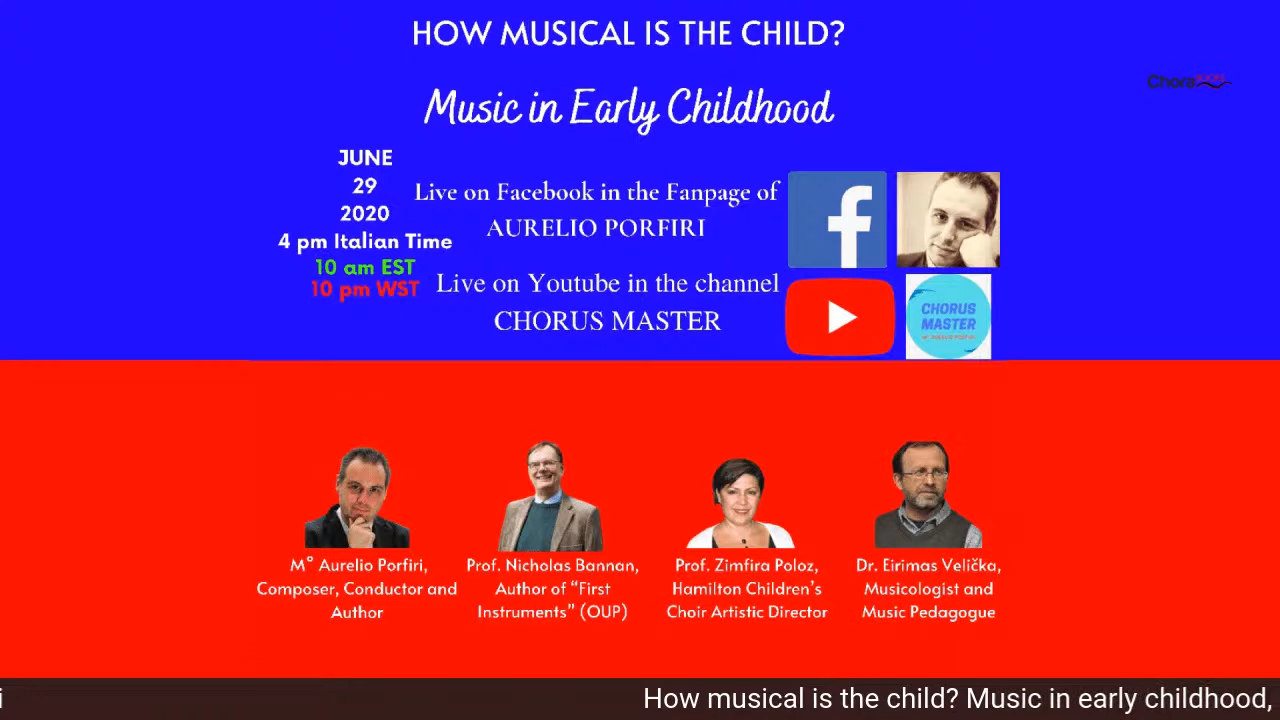 HOW MUSICAL IS THE CHILD?
Music in Early Childhood
JUNE
29
2020
4 pm Italian Time
10 am EST
10 pm WST
Live on Facebook in the Fanpage of
AURELIO PORFIRI
Live on Youtube in the channel
CHORUS MASTER
CHORUS
MASTER
M° Aurelio Porfiri,
Composer, Conductor and
Author
Prof. Nicholas Bannan,
Author of “First
Instruments” (OUP)
Prof. Zimfira Poloz,
Hamilton Children’s
Choir Artistic Director
Dr. Eirimas Velička,
Musicologist and
Music Pedagogue
i
How musical is the child? Music in early childhood,